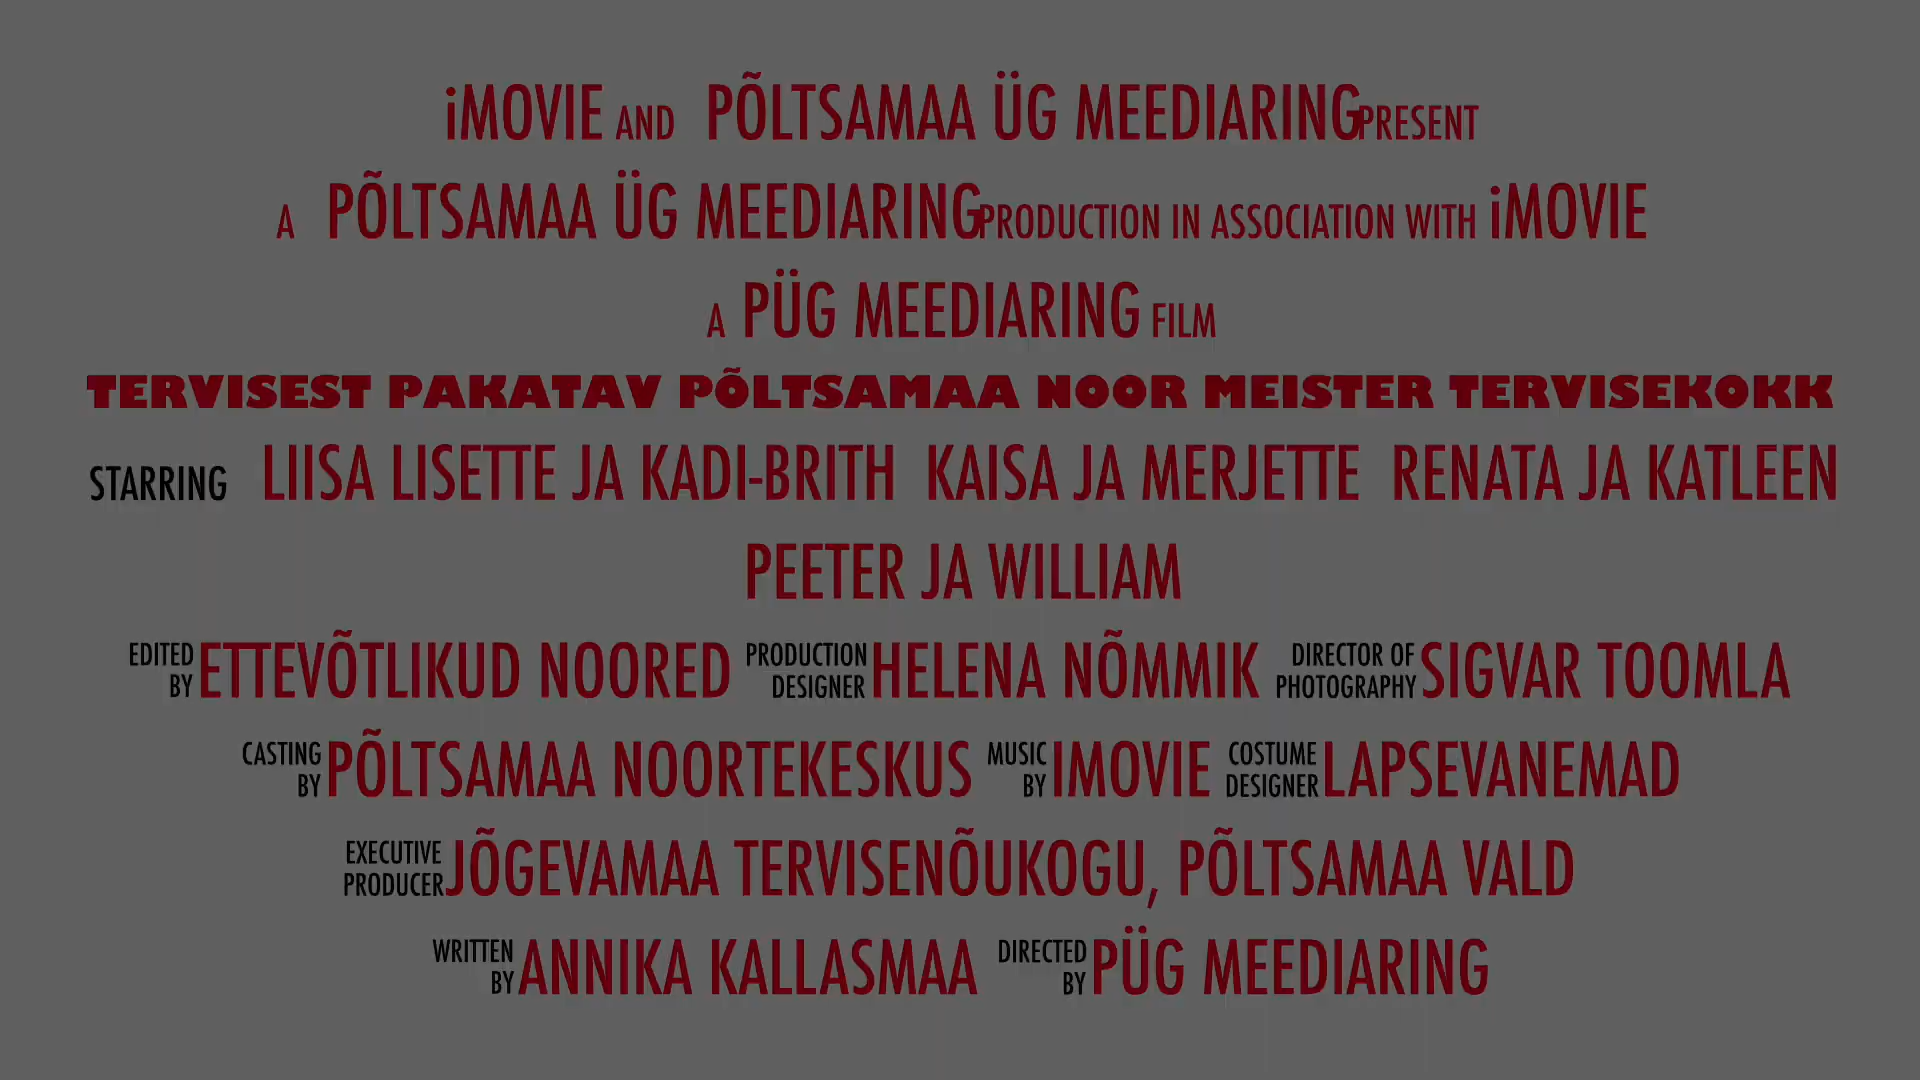 iMOVIE AND PÕLTSAMAA ÜG MEEDIARING PRESENT
A PÕLTSAMAA ÜG MEEDIARING PRODUCTION IN ASSOCIATION WITH iMOVIE
A PÜG MEEDIARING FILM
TERVISEST PAKATAV PÕLTSAMAA NOOR MEISTER TERVISEKOKK
STARRING LIISA LISETTE JA KADI-BRITH KAISA JA MERJETTE RENATA JA KATLEEN
PEETER JA WILLIAM
EDITED BY ETTEVÕTLIKUD NOORED PRODUCTION DESIGNER HELENA NÕMMIK DIRECTOR OF PHOTOGRAPHY SIGVAR TOOMLA
CASTING BY PÕLTSAMAA NOORTEKESKUS MUSIC BY IMOVIE COSTUME DESIGNER LAPSEVANEMAD
EXECUTIVE PRODUCER JÕGEVAMAA TERVISENÕUKOGU, PÕLTSAMAA VALD
WRITTEN BY ANNIKA KALLASMAA DIRECTED BY PÜG MEEDIARING